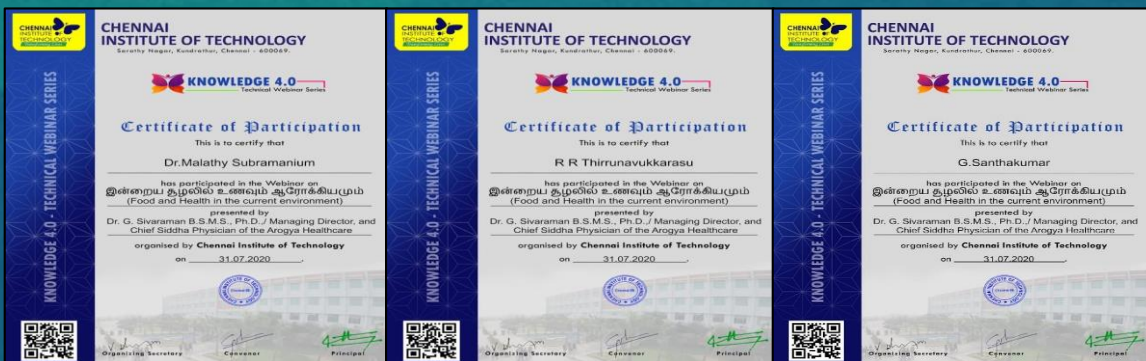 CHENNAI
INSTITUTE OF
TECHNOLOGY
CHENNAI
INSTITUTE OF TECHNOLOGY
Sarathy Nagar, Kundrathur, Chennai - 600069.
KNOWLEDGE 4.0 - TECHNICAL WEBINAR SERIES
KNOWLEDGE 4.0
Technical Webinar Series
Certificate of Participation
This is to certify that
Dr.Malathy Subramanium
has participated in the Webinar on
இன்றைய சூழலில் உணவும் ஆரோக்கியமும்
(Food and Health in the current environment)
presented by
Dr. G. Sivaraman B.S.M.S., Ph.D.,/ Managing Director, and
Chief Siddha Physician of the Arogya Healthcare
organised by Chennai Institute of Technology
on 31.07.2020.
Organizing Secretary Convenor Principal
CHENNAI
INSTITUTE OF
TECHNOLOGY
CHENNAI
INSTITUTE OF TECHNOLOGY
Sarathy Nagar, Kundrathur, Chennai - 600069.
KNOWLEDGE 4.0 - TECHNICAL WEBINAR SERIES
KNOWLEDGE 4.0
Technical Webinar Series
Certificate of Participation
This is to certify that
R R Thirrunavukkarasu
has participated in the Webinar on
இன்றைய சூழலில் உணவும் ஆரோக்கியமும்
(Food and Health in the current environment)
presented by
Dr. G. Sivaraman B.S.M.S., Ph.D.,/ Managing Director, and
Chief Siddha Physician of the Arogya Healthcare
organised by Chennai Institute of Technology
on 31.07.2020.
Organizing Secretary Convenor Principal
CHENNAI
INSTITUTE OF
TECHNOLOGY
CHENNAI
INSTITUTE OF TECHNOLOGY
Sarathy Nagar, Kundrathur, Chennai - 600069.
KNOWLEDGE 4.0 - TECHNICAL WEBINAR SERIES
KNOWLEDGE 4.0
Technical Webinar Series
Certificate of Participation
This is to certify that
G.Santhakumar
has participated in the Webinar on
இன்றைய சூழலில் உணவும் ஆரோக்கியமும்
(Food and Health in the current environment)
presented by
Dr. G. Sivaraman B.S.M.S., Ph.D.,/ Managing Director, and
Chief Siddha Physician of the Arogya Healthcare
organised by Chennai Institute of Technology
on 31.07.2020.
Organizing Secretary Convenor Principal